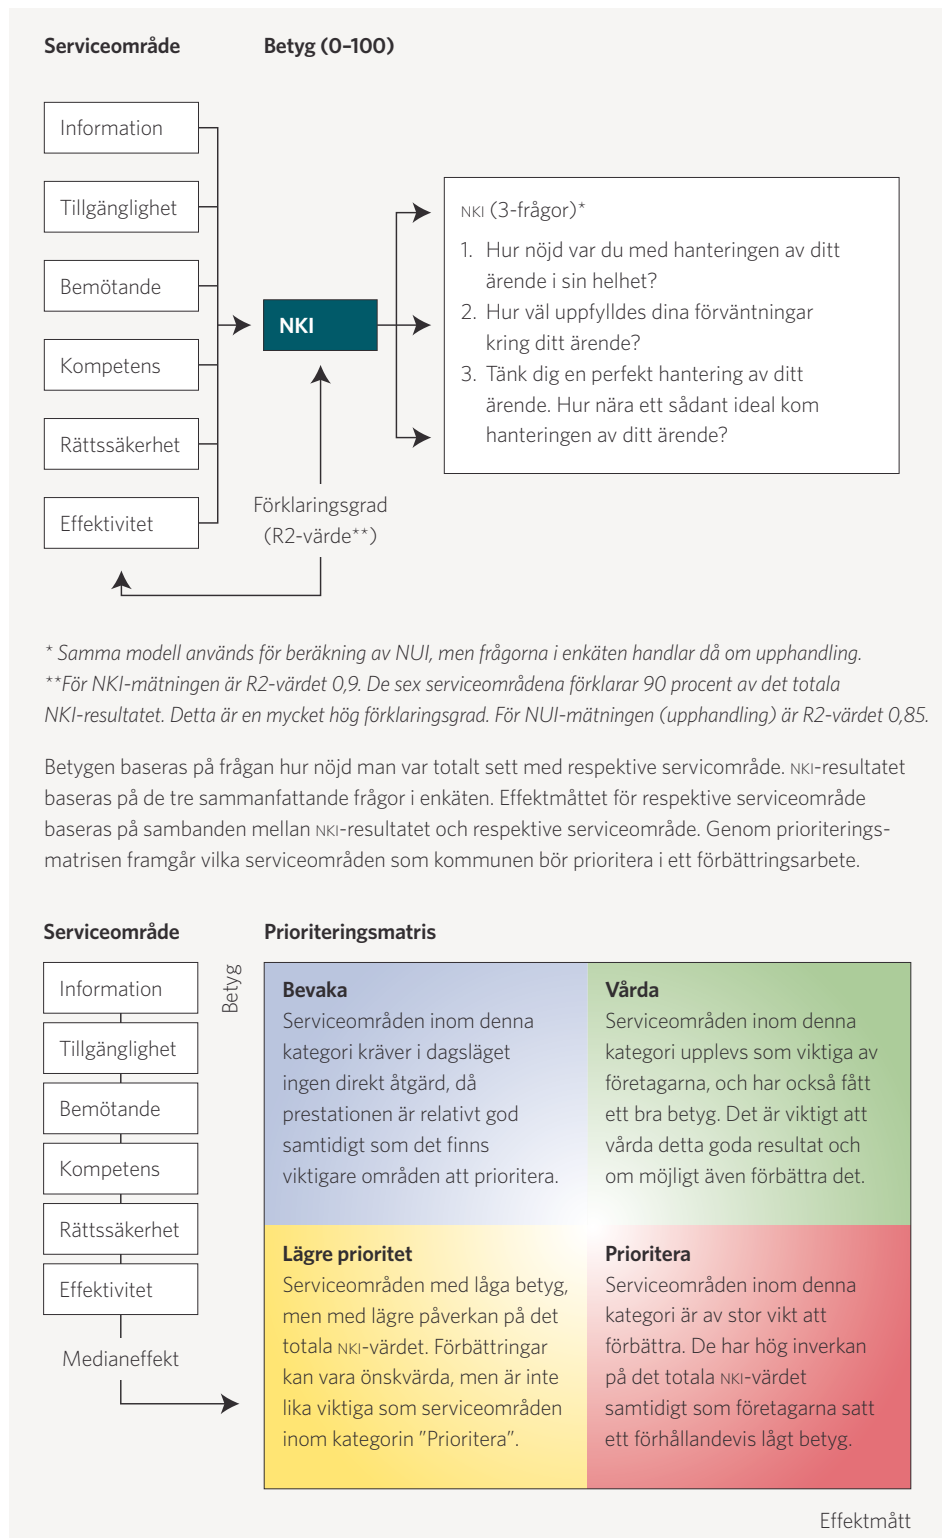 Serviceområde
Betyg (0–100)
Information
Tillgänglighet
Bemötande
Kompetens
Rättssäkerhet
Effektivitet
NKI
NKI (3-frågor)*
1. Hur nöjd var du med hanteringen av ditt
ärende i sin helhet?
2. Hur väl uppfylldes dina förväntningar
kring ditt ärende?
3. Tänk dig en perfekt hantering av ditt
ärende. Hur nära ett sådant ideal kom
hanteringen av ditt ärende?
Förklaringsgrad
(R2-värde**)
* Samma modell används för beräkning av NUI, men frågorna i enkäten handlar då om upphandling.
**För NKI-mätningen är R2-värdet 0,9. De sex serviceområdena förklarar 90 procent av det totala
NKI-resultatet. Detta är en mycket hög förklaringsgrad. För NUI-mätningen (upphandling) är R2-värdet 0,85.
Betygen baseras på frågan hur nöjd man var totalt sett med respektive servicområde. NKI-resultatet
baseras på de tre sammanfattande frågor i enkäten. Effektmåttet för respektive serviceområde
baseras på sambanden mellan NKI-resultatet och respektive serviceområde. Genom prioriterings-
matrisen framgår vilka serviceområden som kommunen bör prioritera i ett förbättringsarbete.
Serviceområde
Prioriteringsmatris
Information
Tillgänglighet
Bemötande
Kompetens
Rättssäkerhet
Effektivitet
Medianeffekt
Betyg
Bevaka
Serviceområden inom denna
kategori kräver i dagsläget
ingen direkt åtgärd, då
prestationen är relativt god
samtidigt som det finns
viktigare områden att prioritera.
Vårda
Serviceområden inom denna
kategori upplevs som viktiga av
företagarna, och har också fått
ett bra betyg. Det är viktigt att
vårda detta goda resultat och
om möjligt även förbättra det.
Lägre prioritet
Serviceområden med låga betyg,
men med lägre påverkan på det
totala NKI-värdet. Förbättringar
kan vara önskvärda, men är inte
lika viktiga som serviceområden
inom kategorin ”Prioritera”.
Prioritera
Serviceområden inom denna
kategori är av stor vikt att
förbättra. De har hög inverkan
på det totala NKI-värdet
samtidigt som företagarna satt
ett förhållandevis lågt betyg.
Effektmått